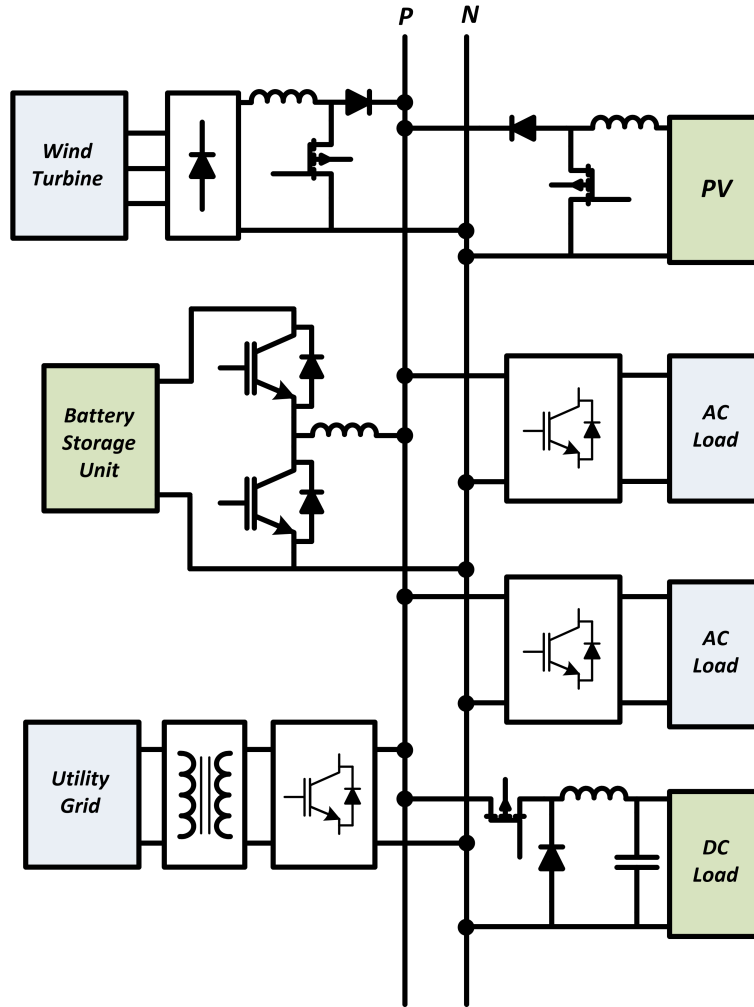 P N
Wind
Turbine
PV
Battery
Storage
Unit
AC
Load
AC
Load
Utility
Grid
DC
Load